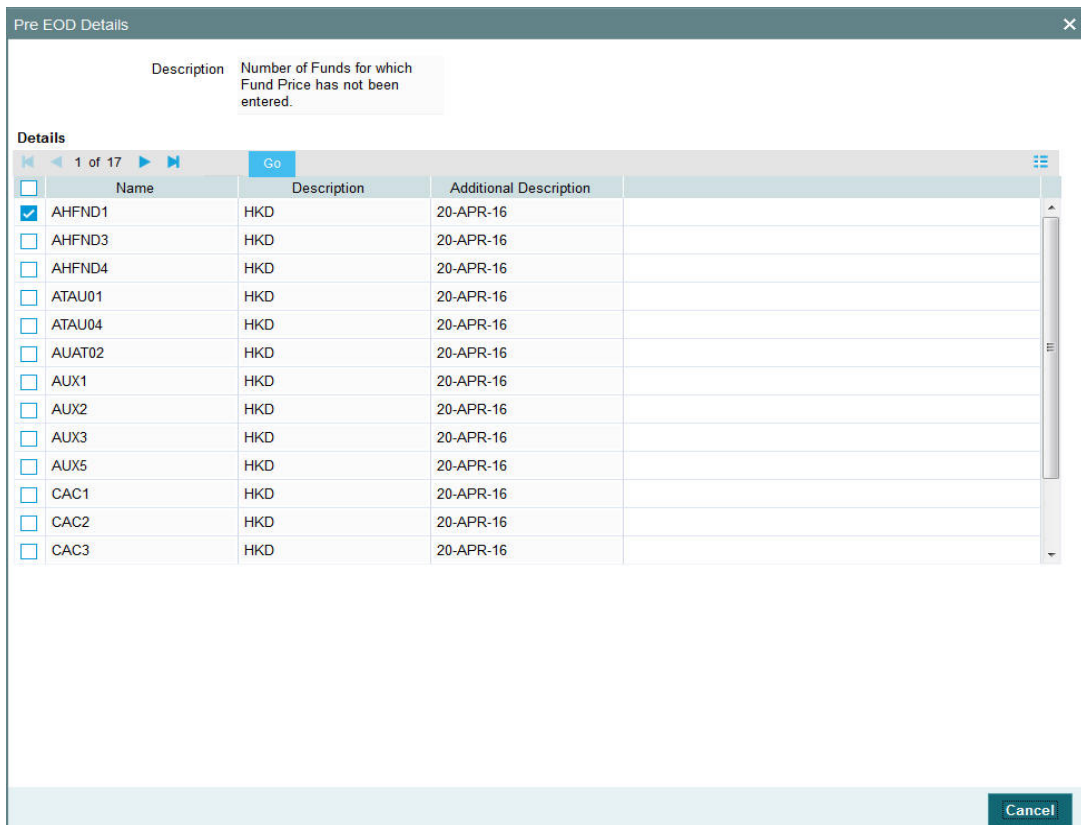 Pre EOD Details
Description Number of Funds for which
Fund Price has not been
entered.
Details
1 of 17 Go
Name Description Additional Description
AHFND1 HKD 20-APR-16
AHFND3 HKD 20-APR-16
AHFND4 HKD 20-APR-16
ATAU01 HKD 20-APR-16
ATAU04 HKD 20-APR-16
AUAT02 HKD 20-APR-16
AUX1 HKD 20-APR-16
AUX2 HKD 20-APR-16
AUX3 HKD 20-APR-16
AUX5 HKD 20-APR-16
CAC1 HKD 20-APR-16
CAC2 HKD 20-APR-16
CAC3 HKD 20-APR-16
Cancel